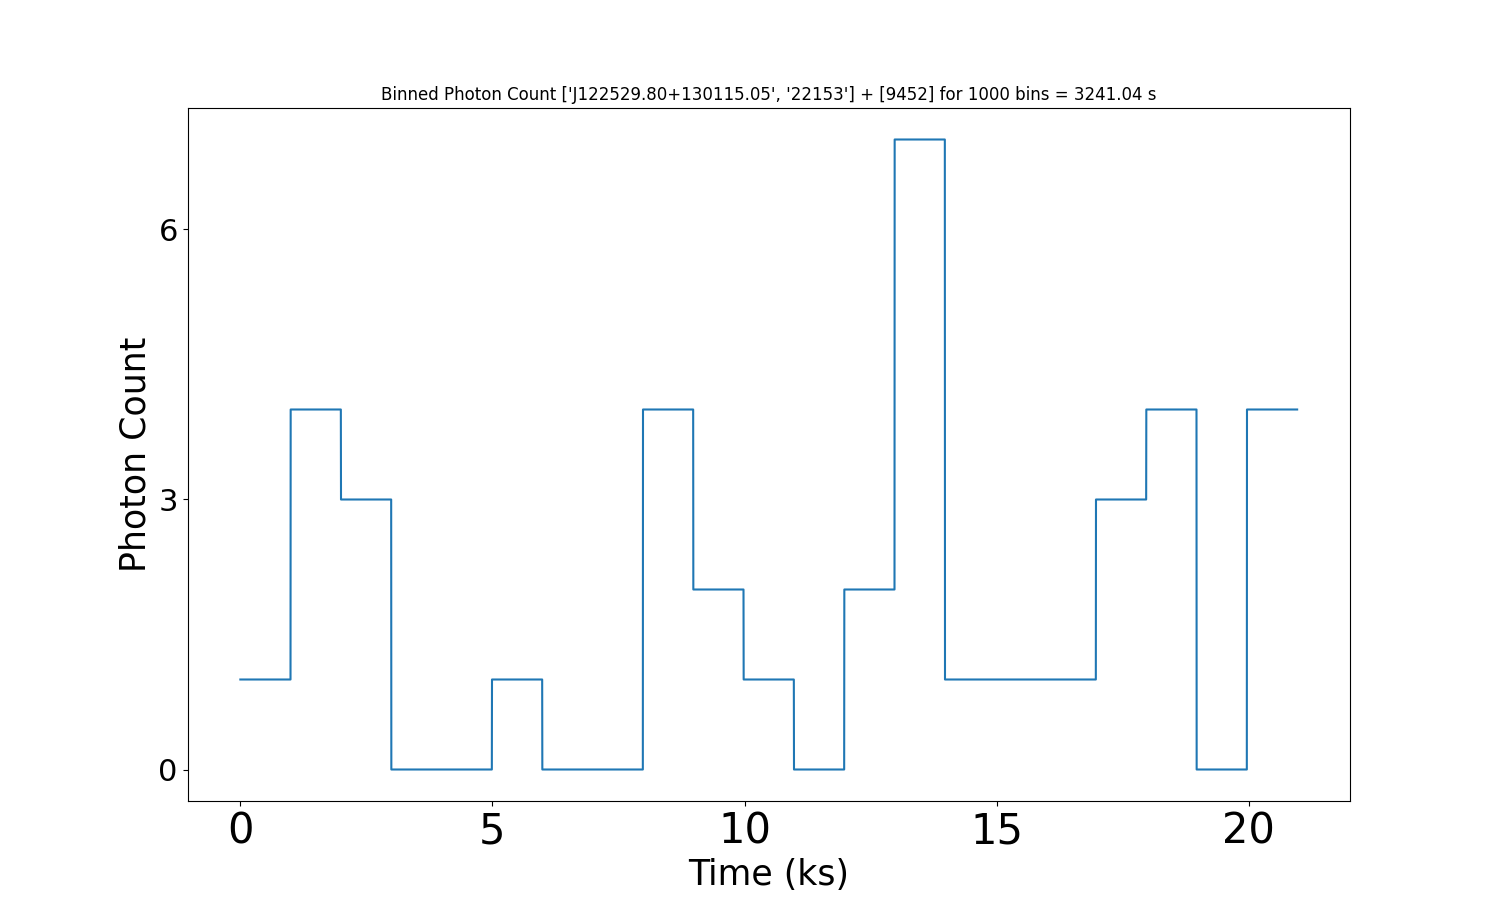 Binned Photon Count ['J122529.80+130115.05', '22153'] + [9452] for 1000 bins = 3241.04 s
Photon Count
6
3
0
0 5 10 15 20
Time (ks)